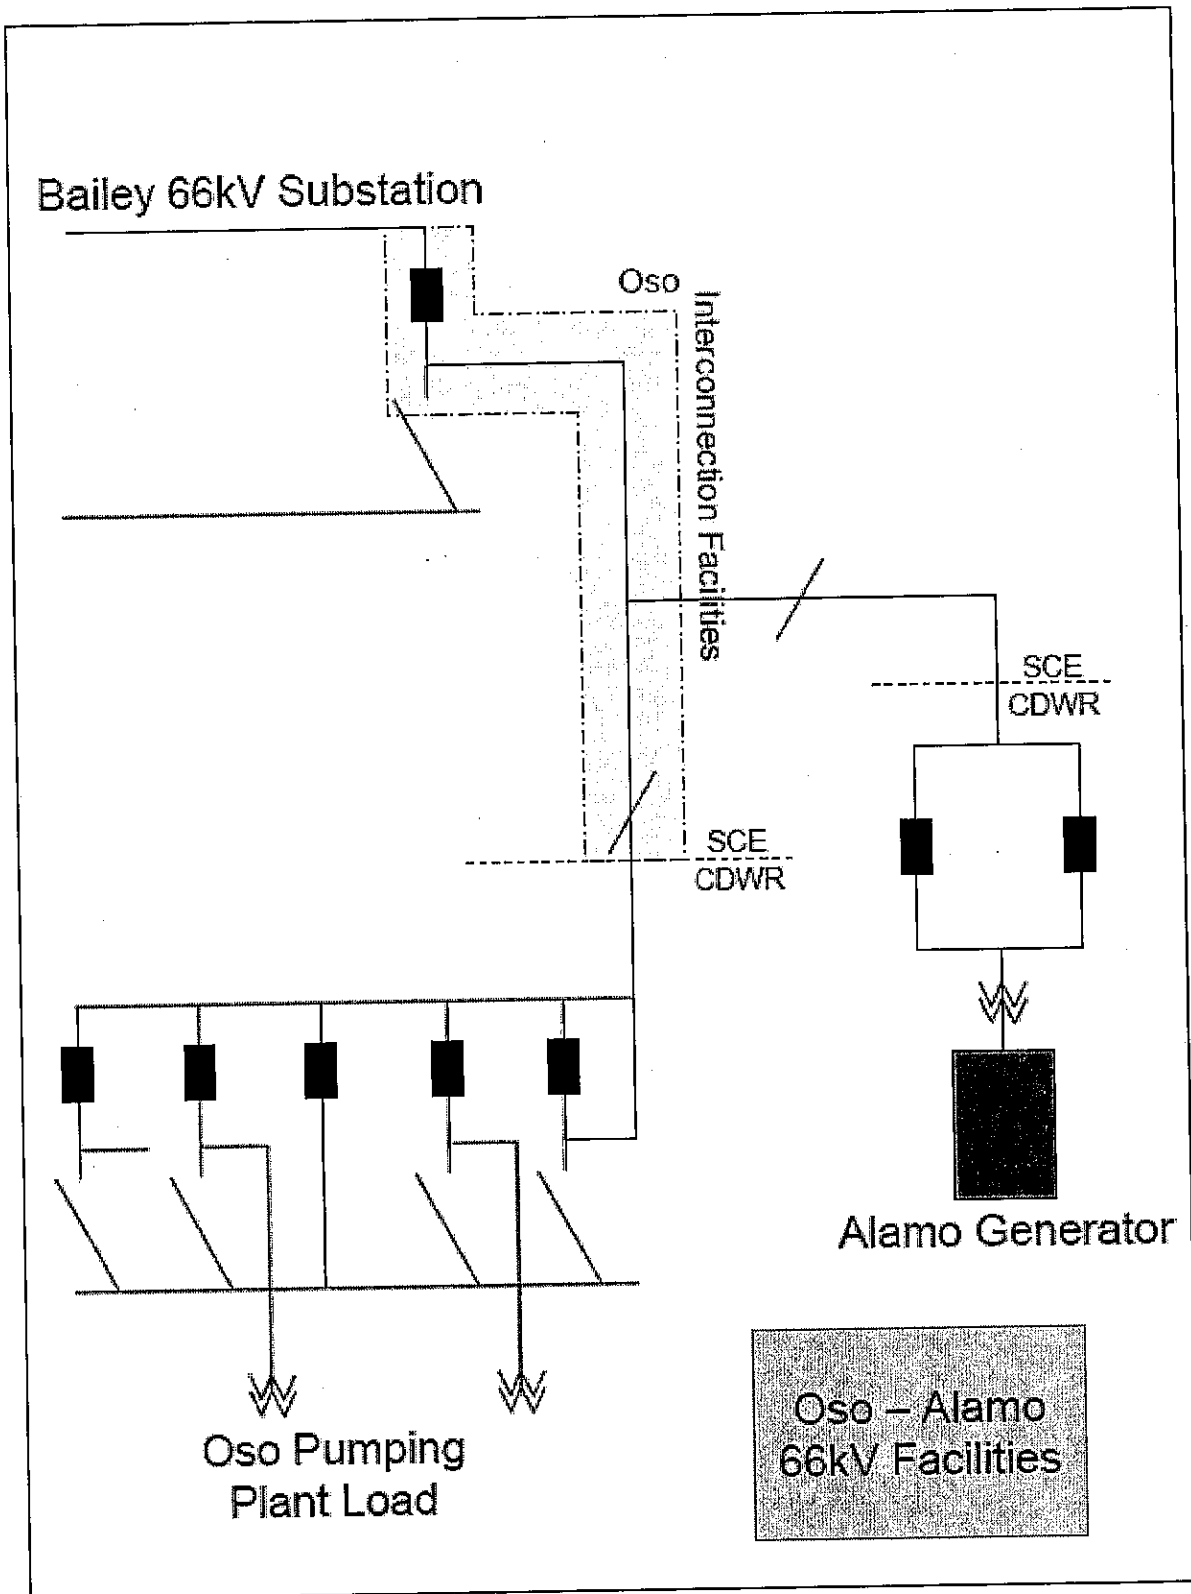 Bailey 66kV Substation
Oso
Interconnection Facilities
SCE
CDWR
SCE
CDWR
Alamo Generator
Oso – Alamo
66kV Facilities
Oso Pumping
Plant Load